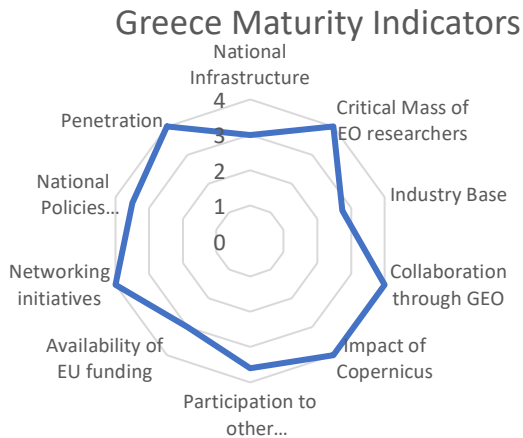 Greece Maturity Indicators
National
Infrastructure
Critical Mass of
EO researchers
Industry Base
Collaboration
through GEO
Impact of
Copernicus
Participation to
other...
Availability of
EU funding
Networking
initiatives
National
Policies...
Penetration
4
3
2
1
0